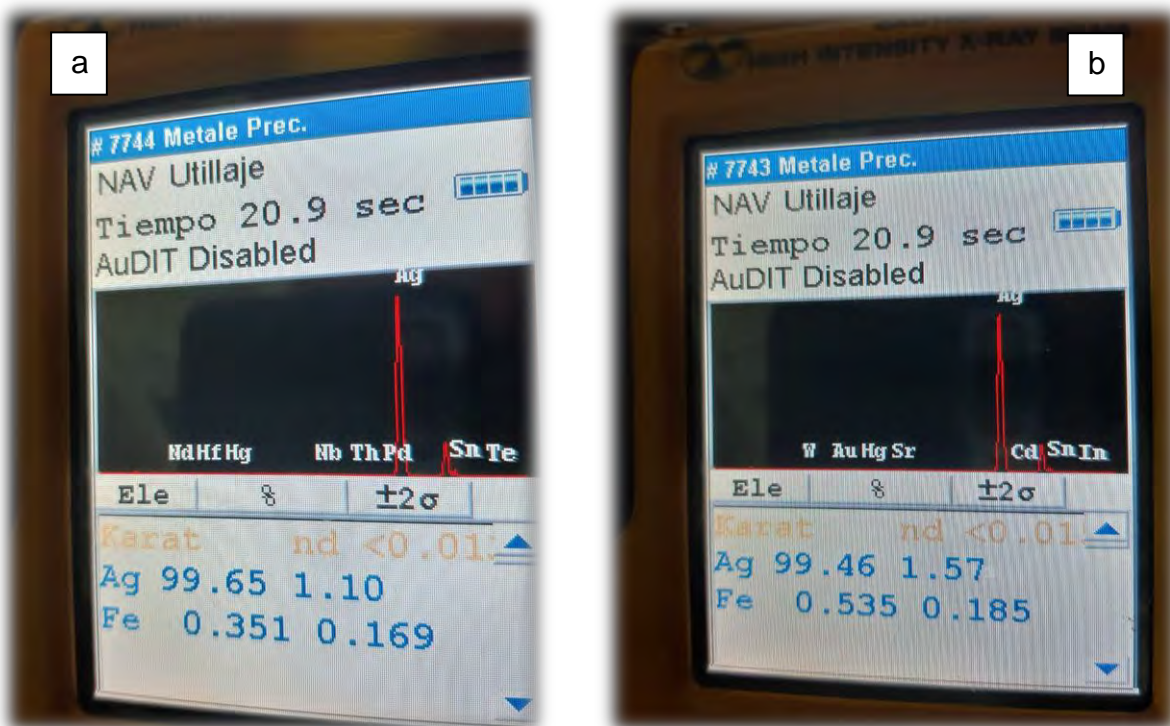 a
# 7744 Metale Prec.
NAV Utillaje
Tiempo 20.9 sec
AuDIT Disabled
Ag
Nd Hf Hg Nb Th Pd Sn Te
Ele % ±2σ
Karat nd <0.01
Ag 99.65 1.10
Fe 0.351 0.169
b
HIGH INTENSITY X-RAY
# 7743 Metale Prec.
NAV Utillaje
Tiempo 20.9 sec
AuDIT Disabled
Ag
W Au Hg Sr Cd Sn In
Ele % ±2σ
Karat nd <0.01
Ag 99.46 1.57
Fe 0.535 0.185